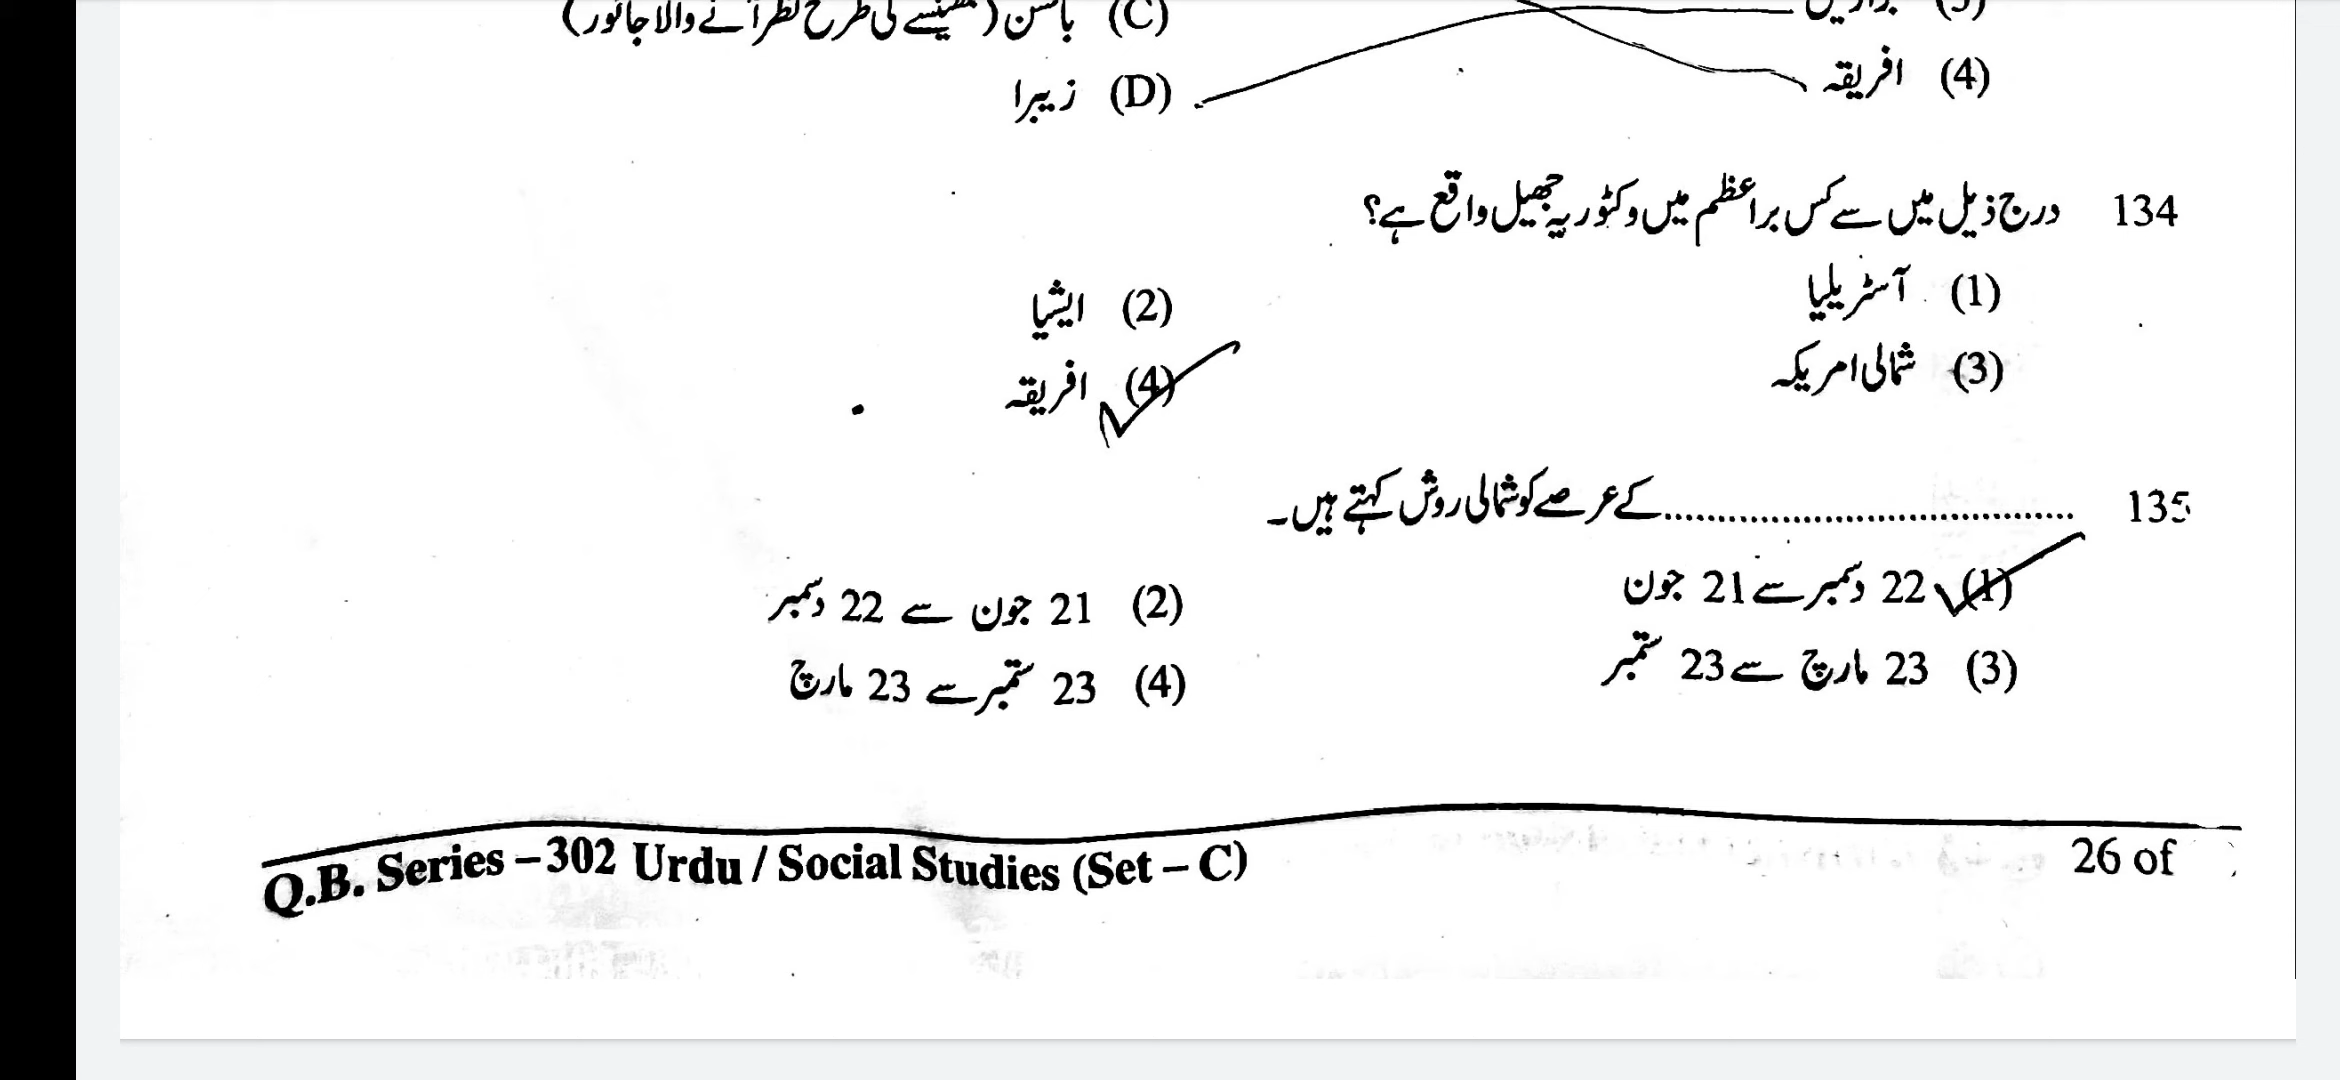 (C) باسن (بھینسے کی طرح نظر آنے والا جانور)
(4) افریقہ (D) زیبرا
134 درج ذیل میں سے کس براعظم میں وکٹوریہ جھیل واقع ہے؟
(1) آسٹریلیا (2) ایشیا
(3) شمالی امریکہ (4) افریقہ
135 ........................................کے عرصے کو شمالی روش کہتے ہیں۔
(1) 22 دسمبر سے 21 جون (2) 21 جون سے 22 دسمبر
(3) 23 مارچ سے 23 ستمبر (4) 23 ستمبر سے 23 مارچ
Q.B. Series – 302 Urdu / Social Studies (Set – C) 26 of